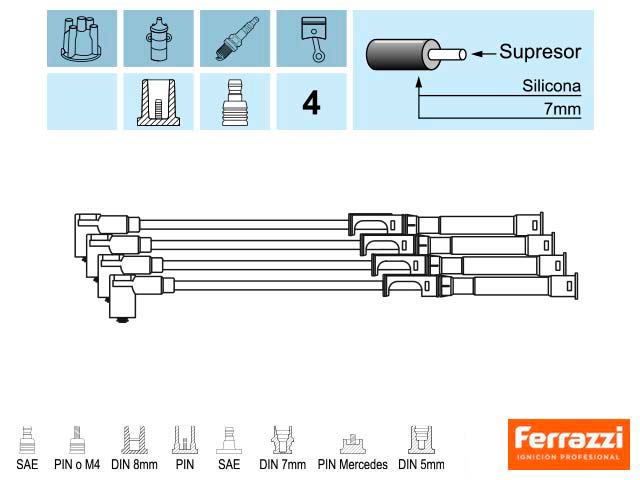 Supresor
Silicona
7mm
4
SAE
PIN o M4
DIN 8mm
PIN
SAE
DIN 7mm
PIN Mercedes
DIN 5mm
Ferrazzi
IGNICION PROFESIONAL